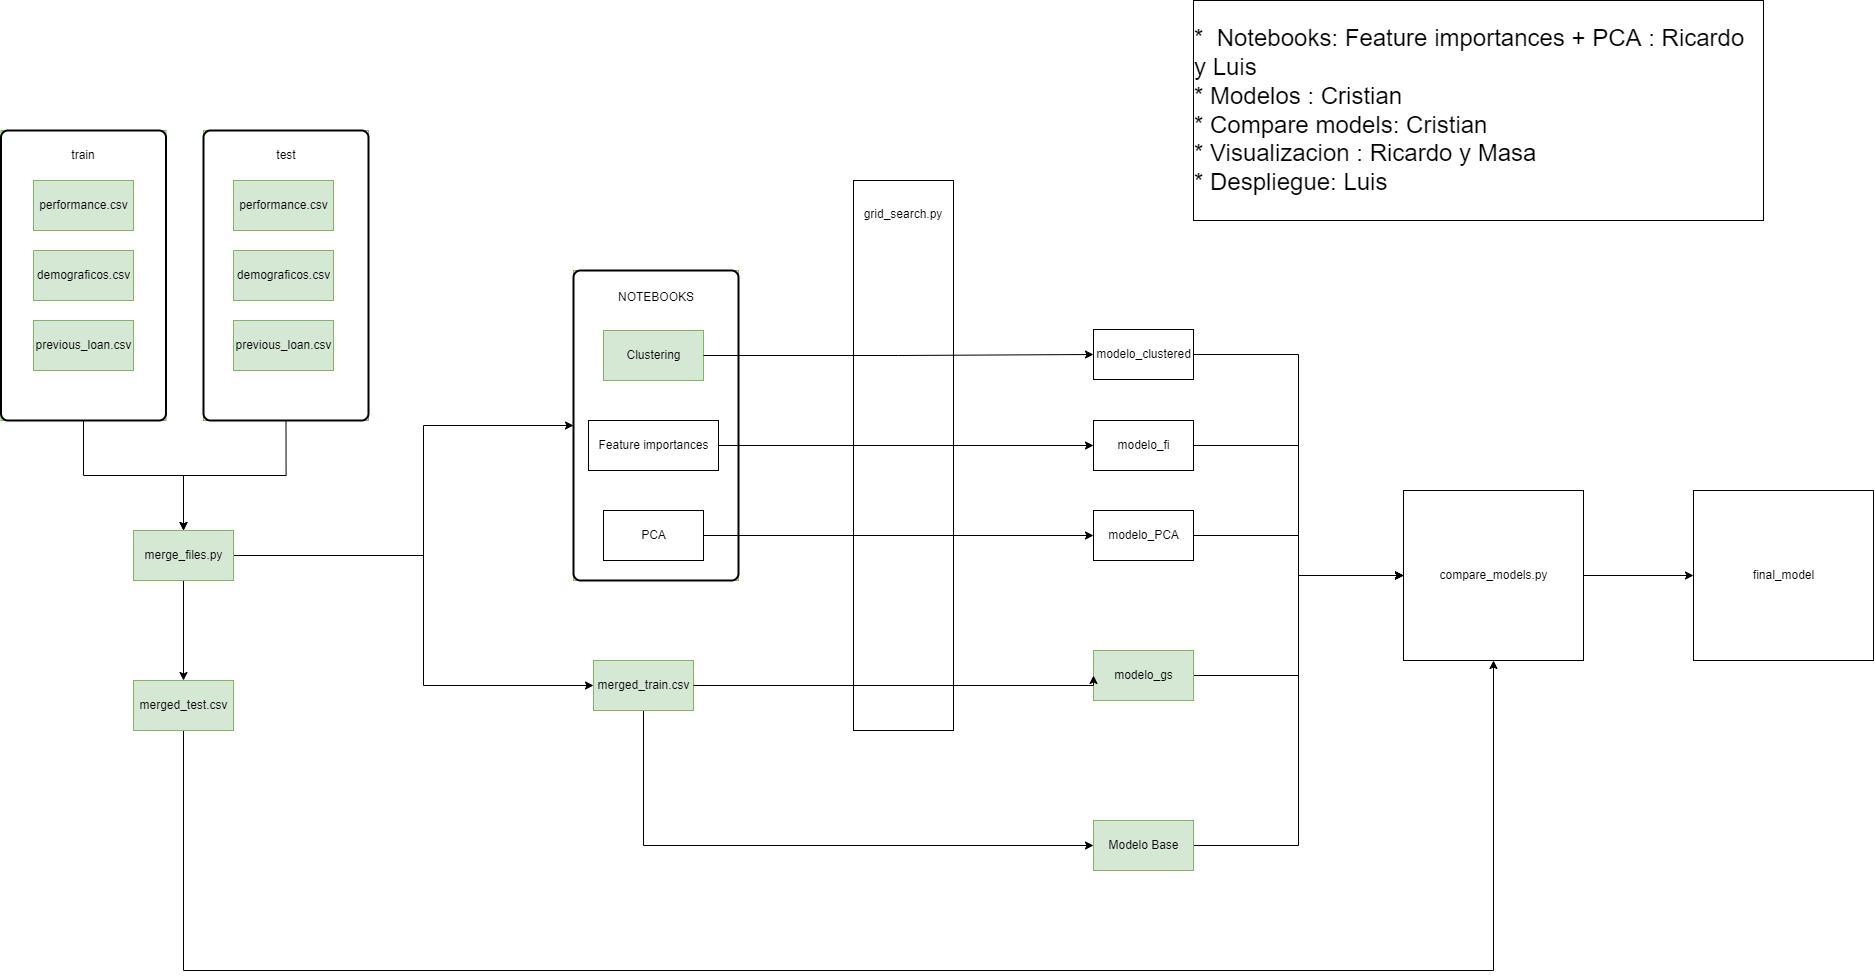 *  Notebooks: Feature importances + PCA : Ricardo
y Luis
* Modelos : Cristian
* Compare models: Cristian
* Visualizacion : Ricardo y Masa
* Despliegue: Luis
train
performance.csv
demograficos.csv
previous_loan.csv
test
performance.csv
demograficos.csv
previous_loan.csv
merge_files.py
merged_test.csv
NOTEBOOKS
Clustering
Feature importances
PCA
merged_train.csv
grid_search.py
modelo_clustered
modelo_fi
modelo_PCA
modelo_gs
Modelo Base
compare_models.py
final_model